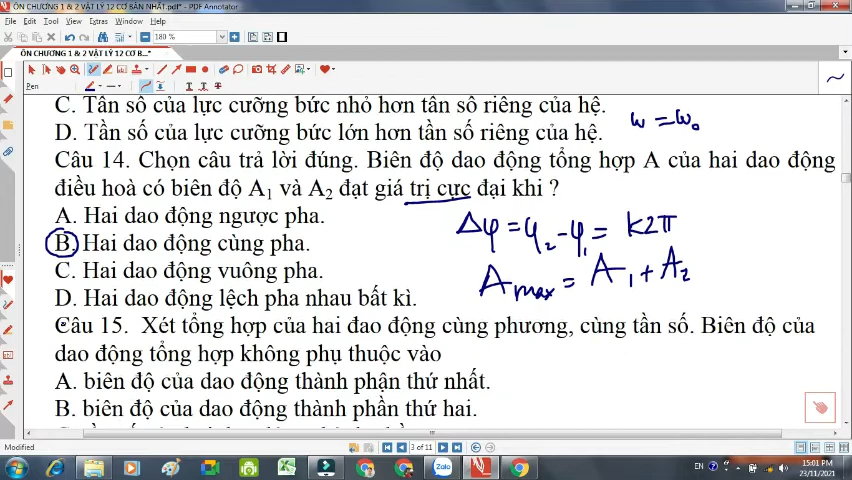 ÔN CHƯƠNG 1 & 2 VẬT LÝ 12 CƠ BẢN NHẤT.pdf* - PDF Annotator
File Edit Tool View Extras Window Help
180 %
ÔN CHƯƠNG 1 & 2 VẬT LÝ 12 CƠ B...*
Pen
C. Tần số của lực cưỡng bức nhỏ hơn tần số riêng của hệ.
D. Tần số của lực cưỡng bức lớn hơn tần số riêng của hệ.
ω = ω₀
Câu 14. Chọn câu trả lời đúng. Biên độ dao động tổng hợp A của hai dao động
điều hoà có biên độ A₁ và A₂ đạt giá trị cực đại khi ?
A. Hai dao động ngược pha.
B. Hai dao động cùng pha.
C. Hai dao động vuông pha.
D. Hai dao động lệch pha nhau bất kì.
Δφ = φ₂ - φ₁ = k2π
A max = A₁ + A₂
Câu 15. Xét tổng hợp của hai đao động cùng phương, cùng tần số. Biên độ của
dao động tổng hợp không phụ thuộc vào
A. biên độ của dao động thành phận thứ nhất.
B. biên độ của dao động thành phần thứ hai.
3 of 11
Modified
Zalo
EN
15:01 PM
23/11/2021